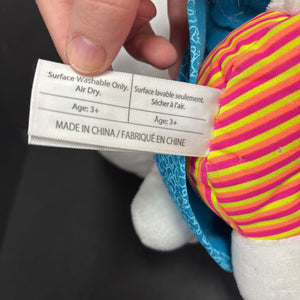 Surface Washable Only.
Air Dry.
Age: 3+
Surface lavable seulement.
Sécher à l'air.
Age: 3+
MADE IN CHINA / FABRIQUÉ EN CHINE